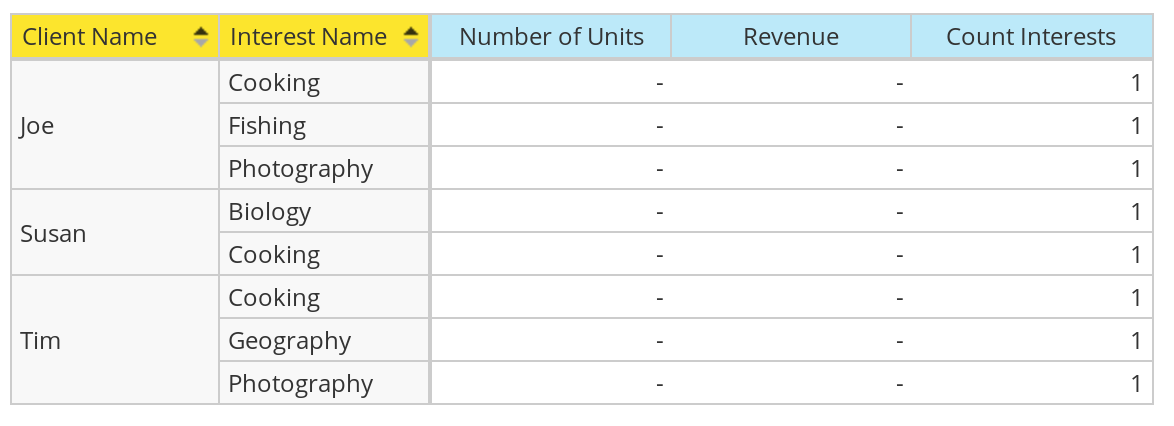 Client Name Interest Name Number of Units Revenue Count Interests
Joe Cooking - - 1
Fishing - - 1
Photography - - 1
Susan Biology - - 1
Cooking - - 1
Tim Cooking - - 1
Geography - - 1
Photography - - 1